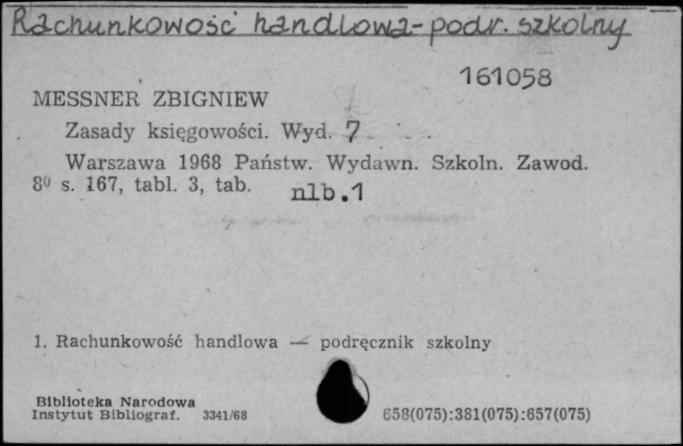 Rachunkowość handlowa - podr. szkolny
161058
MESSNER ZBIGNIEW
Zasady księgowości. Wyd. 7
Warszawa 1968 Państw. Wydawn. Szkoln. Zawod.
8⁰ s. 167, tabl. 3, tab. nlb.1
1. Rachunkowość handlowa — podręcznik szkolny
Biblioteka Narodowa
Instytut Bibliograf. 3341/68
658(075):381(075):657(075)